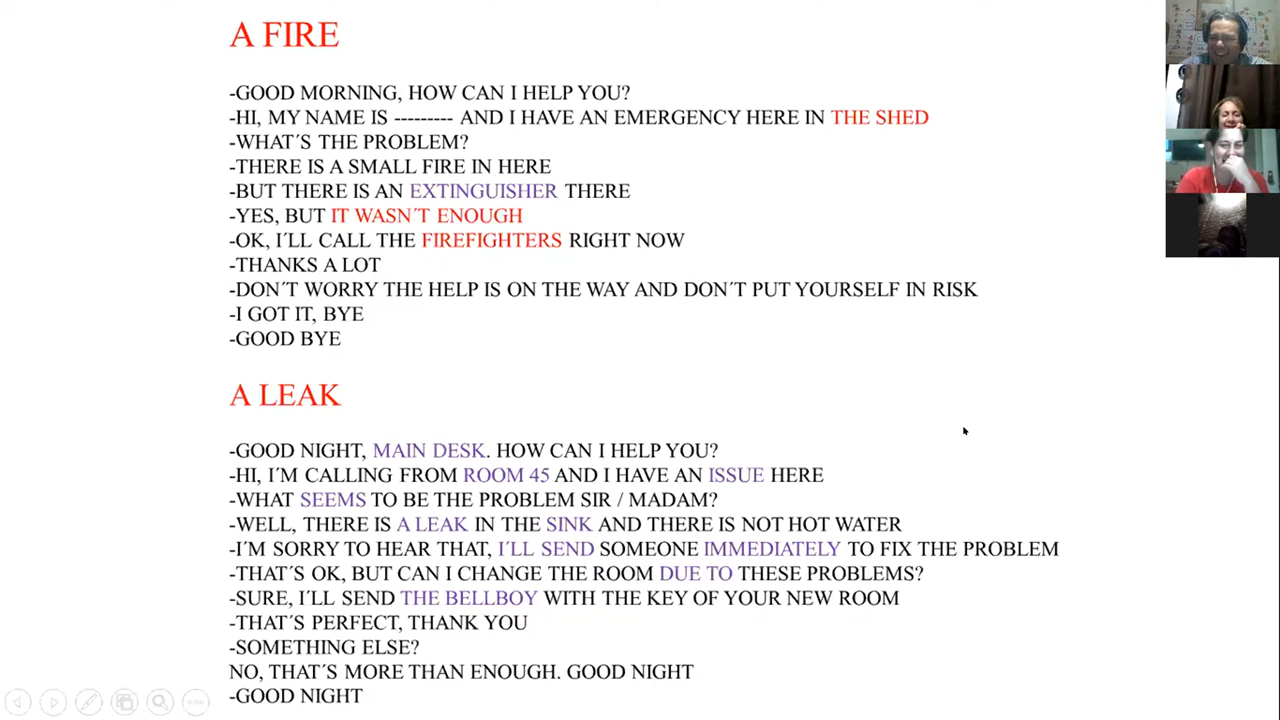 A FIRE
-GOOD MORNING, HOW CAN I HELP YOU?
-HI, MY NAME IS --------- AND I HAVE AN EMERGENCY HERE IN THE SHED
-WHAT´S THE PROBLEM?
-THERE IS A SMALL FIRE IN HERE
-BUT THERE IS AN EXTINGUISHER THERE
-YES, BUT IT WASN´T ENOUGH
-OK, I´LL CALL THE FIREFIGHTERS RIGHT NOW
-THANKS A LOT
-DON´T WORRY THE HELP IS ON THE WAY AND DON´T PUT YOURSELF IN RISK
-I GOT IT, BYE
-GOOD BYE
A LEAK
-GOOD NIGHT, MAIN DESK. HOW CAN I HELP YOU?
-HI, I´M CALLING FROM ROOM 45 AND I HAVE AN ISSUE HERE
-WHAT SEEMS TO BE THE PROBLEM SIR / MADAM?
-WELL, THERE IS A LEAK IN THE SINK AND THERE IS NOT HOT WATER
-I´M SORRY TO HEAR THAT, I´LL SEND SOMEONE IMMEDIATELY TO FIX THE PROBLEM
-THAT´S OK, BUT CAN I CHANGE THE ROOM DUE TO THESE PROBLEMS?
-SURE, I´LL SEND THE BELLBOY WITH THE KEY OF YOUR NEW ROOM
-THAT´S PERFECT, THANK YOU
-SOMETHING ELSE?
NO, THAT´S MORE THAN ENOUGH. GOOD NIGHT
-GOOD NIGHT